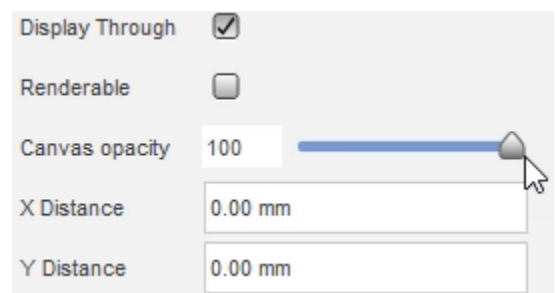 Display Through
Renderable
Canvas opacity 100
X Distance 0.00 mm
Y Distance 0.00 mm